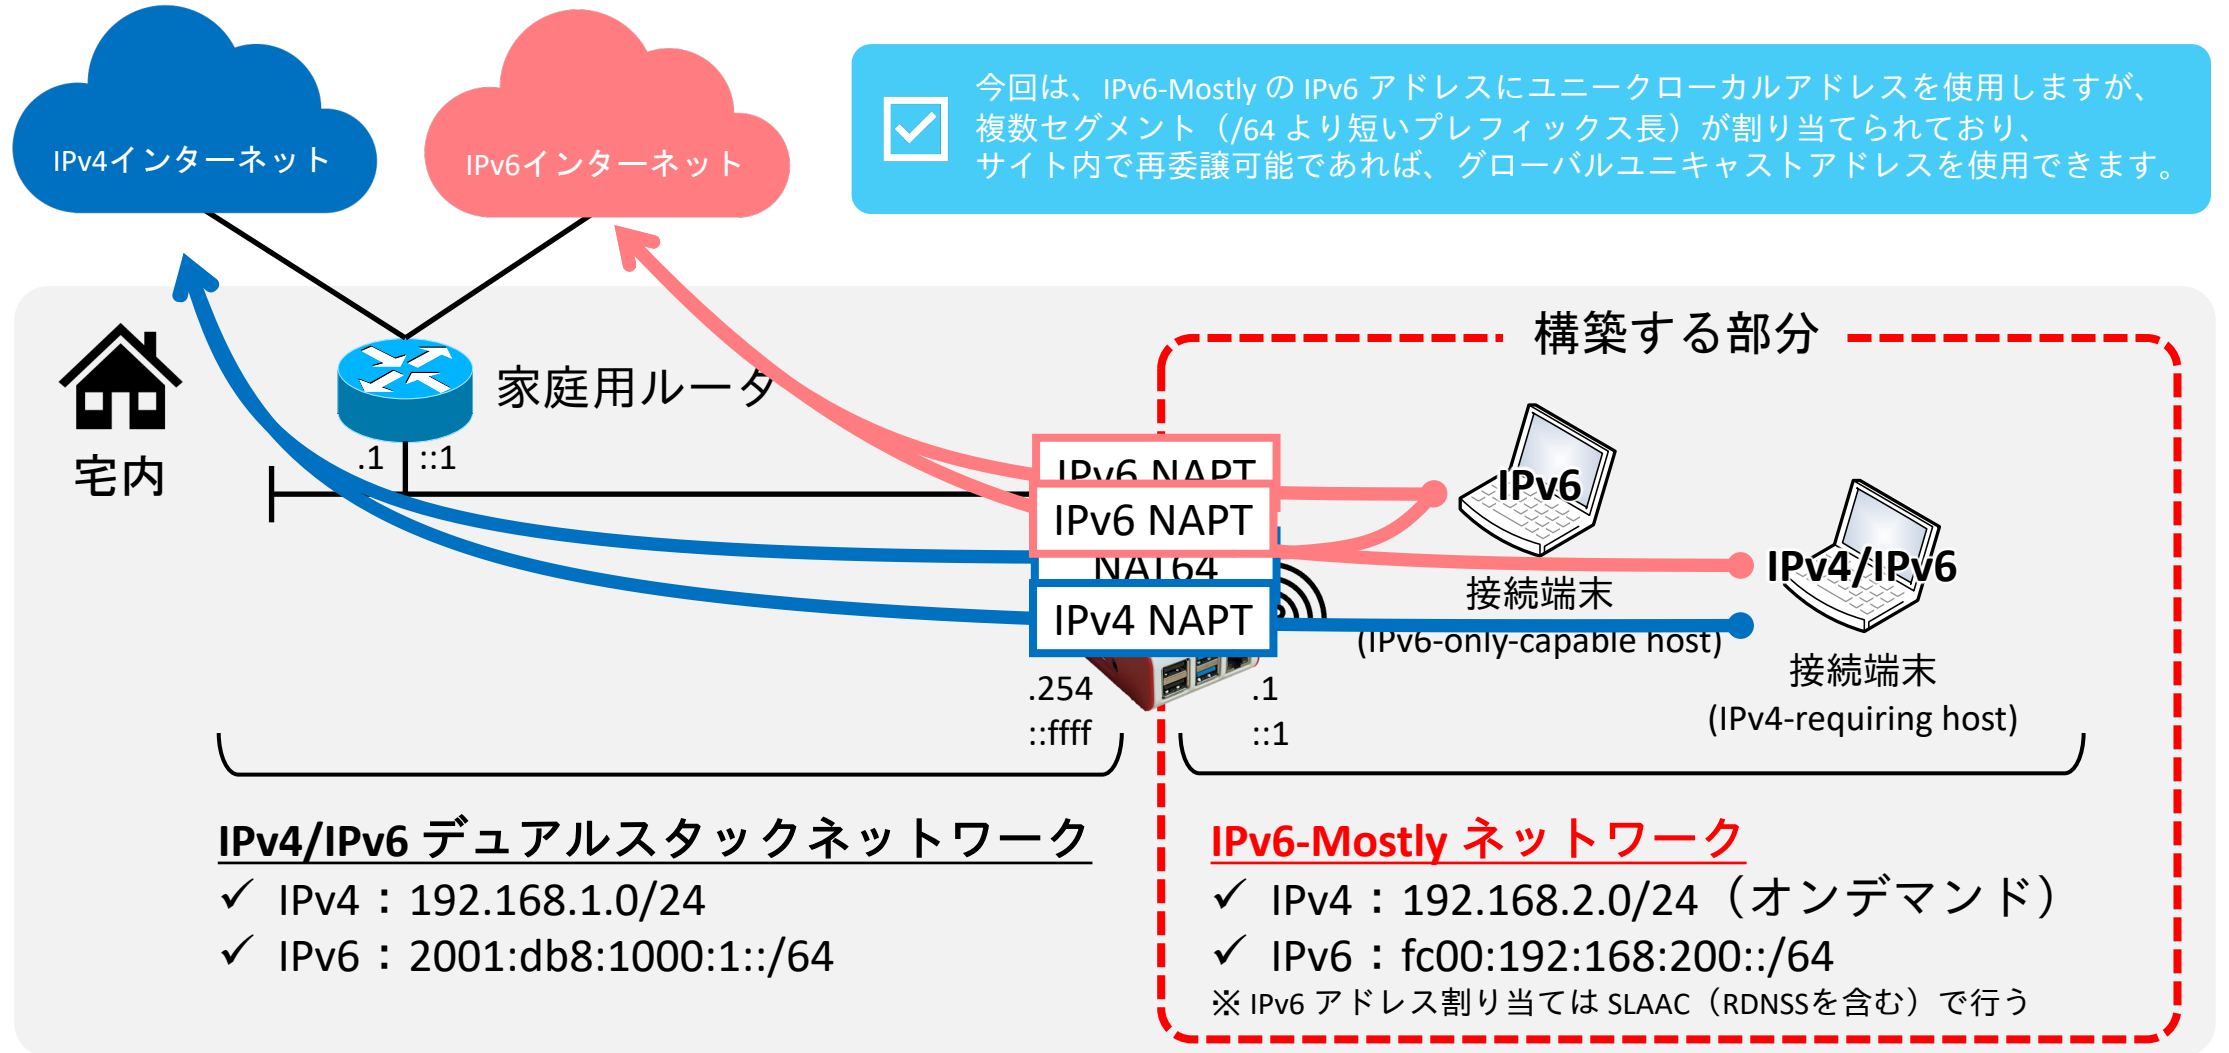 IPv4インターネット
IPv6インターネット
今回は、IPv6-Mostly の IPv6 アドレスにユニークローカルアドレスを使用しますが、
複数セグメント（/64 より短いプレフィックス長）が割り当てられており、
サイト内で再委譲可能であれば、グローバルユニキャストアドレスを使用できます。
構築する部分
家庭用ルータ
.1
::1
宅内
IPv6 NAPT
IPv6 NAPT
NAT64
IPv4 NAPT
IPv6
接続端末
(IPv6-only-capable host)
IPv4/IPv6
接続端末
(IPv4-requiring host)
.254
::ffff
.1
::1
IPv4/IPv6 デュアルスタックネットワーク
✓ IPv4：192.168.1.0/24
✓ IPv6：2001:db8:1000:1::/64
IPv6-Mostly ネットワーク
✓ IPv4：192.168.2.0/24（オンデマンド）
✓ IPv6：fc00:192:168:200::/64
※ IPv6 アドレス割り当ては SLAAC（RDNSSを含む）で行う